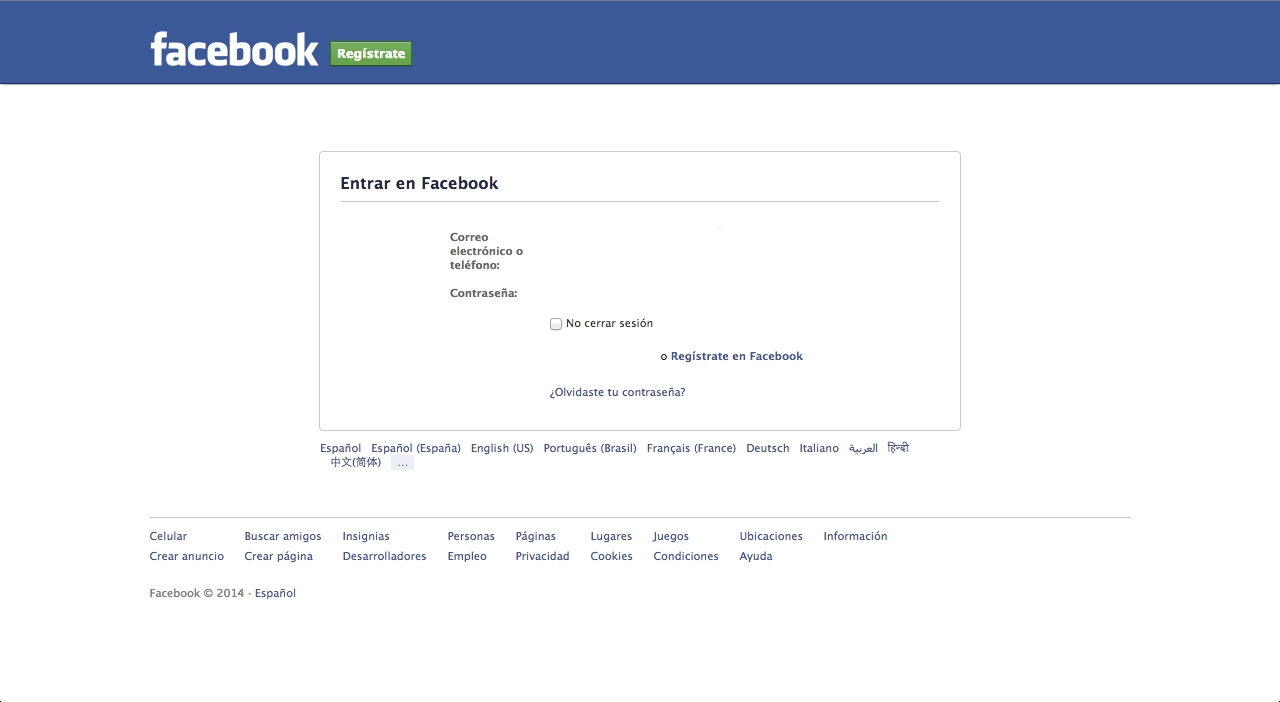 facebook Regístrate
Entrar en Facebook
Correo
electrónico o
teléfono:
Contraseña:
No cerrar sesión
o Regístrate en Facebook
¿Olvidaste tu contraseña?
Español Español (España) English (US) Português (Brasil) Français (France) Deutsch Italiano العربية हिन्दी
中文(简体) ...
Celular Buscar amigos Insignias Personas Páginas Lugares Juegos Ubicaciones Información
Crear anuncio Crear página Desarrolladores Empleo Privacidad Cookies Condiciones Ayuda
Facebook © 2014 · Español